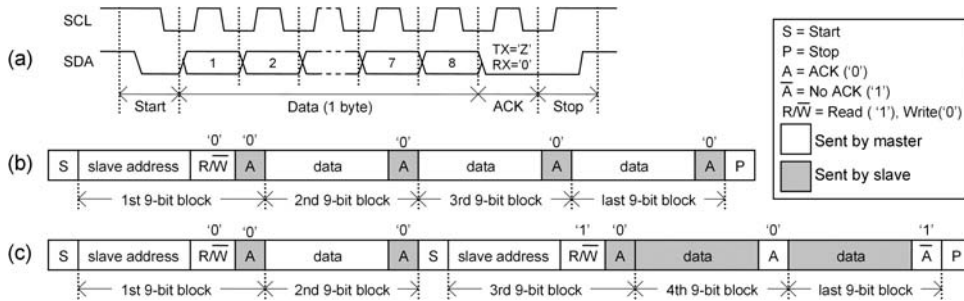 SCL
(a) SDA 1 2 7 8 TX='Z' RX='0'
Start Data (1 byte) ACK Stop
'0' '0' '0' '0' '0'
(b) S slave address R/W̅ A data A data A data A P
1st 9-bit block 2nd 9-bit block 3rd 9-bit block last 9-bit block
'0' '0' '0' '1' '0' '0' '1'
(c) S slave address R/W̅ A data A S slave address R/W̅ A data A data A̅ P
1st 9-bit block 2nd 9-bit block 3rd 9-bit block 4th 9-bit block last 9-bit block
S = Start
P = Stop
A = ACK ('0')
A̅ = No ACK ('1')
R/W̅ = Read ( '1'), Write('0')
Sent by master
Sent by slave